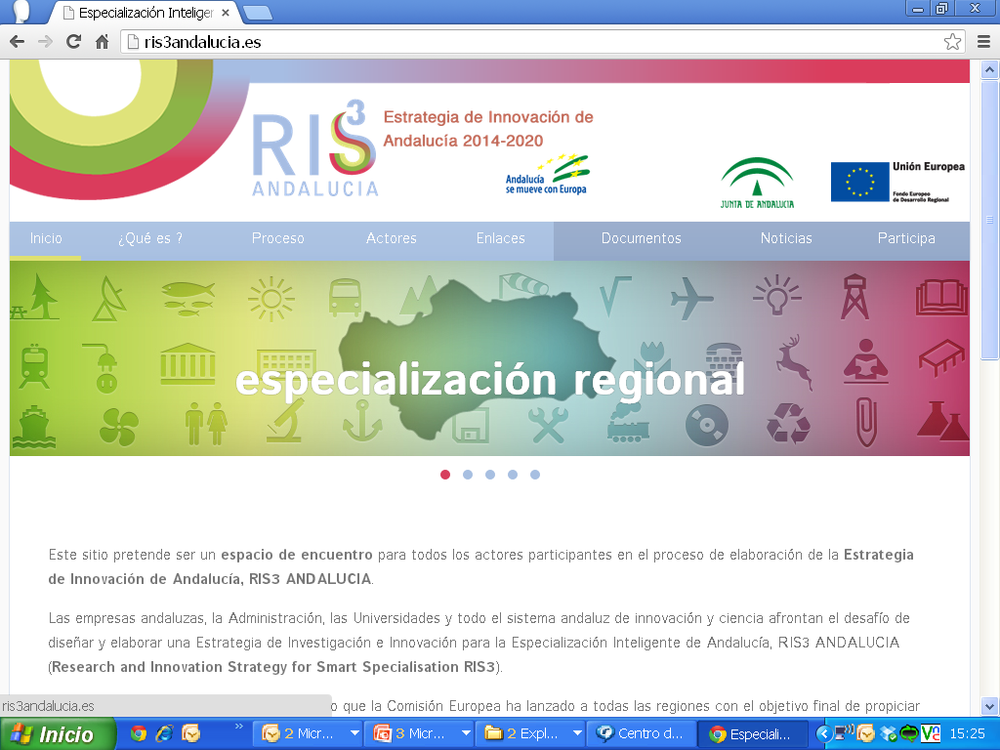 Especialización Inteliger
ris3andalucia.es
RIS3
ANDALUCIA
Estrategia de Innovación de
Andalucía 2014-2020
Andalucía
se mueve con Europa
JUNTA DE ANDALUCIA
Unión Europea
Fondo Europeo
de Desarrollo Regional
Inicio ¿Qué es ? Proceso Actores Enlaces Documentos Noticias Participa
especialización regional
Este sitio pretende ser un espacio de encuentro para todos los actores participantes en el proceso de elaboración de la Estrategia
de Innovación de Andalucía, RIS3 ANDALUCIA.
Las empresas andaluzas, la Administración, las Universidades y todo el sistema andaluz de innovación y ciencia afrontan el desafío de
diseñar y elaborar una Estrategia de Investigación e Innovación para la Especialización Inteligente de Andalucía, RIS3 ANDALUCIA
(Research and Innovation Strategy for Smart Specialisation RIS3).
o que la Comisión Europea ha lanzado a todas las regiones con el objetivo final de propiciar
ris3andalucia.es
Inicio
2 Micr...
3 Micr...
2 Expl...
Centro d...
Especiali...
15:25